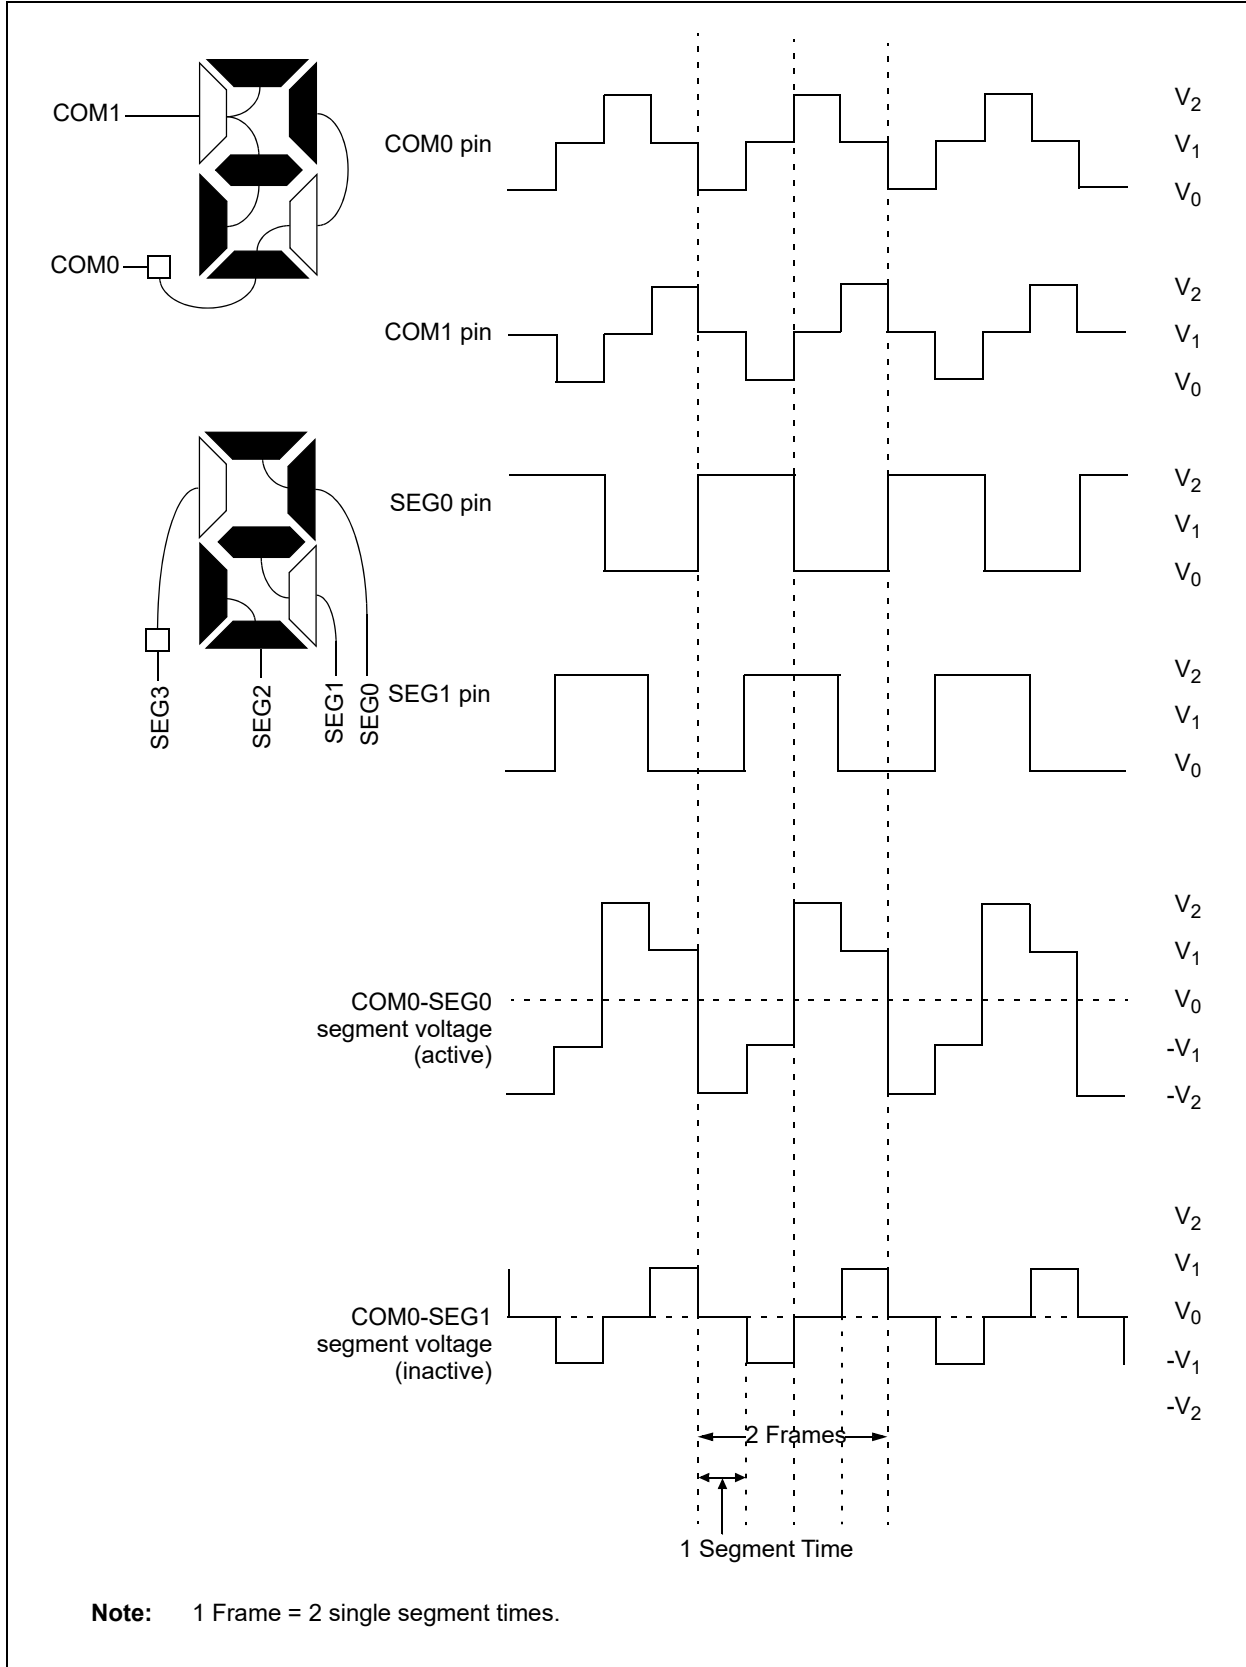 COM1
COM0
COM0 pin
V2
V1
V0
COM1 pin
V2
V1
V0
SEG0 pin
V2
V1
V0
SEG3
SEG2
SEG1
SEG0
SEG1 pin
V2
V1
V0
COM0-SEG0
segment voltage
(active)
V2
V1
V0
-V1
-V2
COM0-SEG1
segment voltage
(inactive)
V2
V1
V0
-V1
-V2
2 Frames
1 Segment Time
Note: 1 Frame = 2 single segment times.